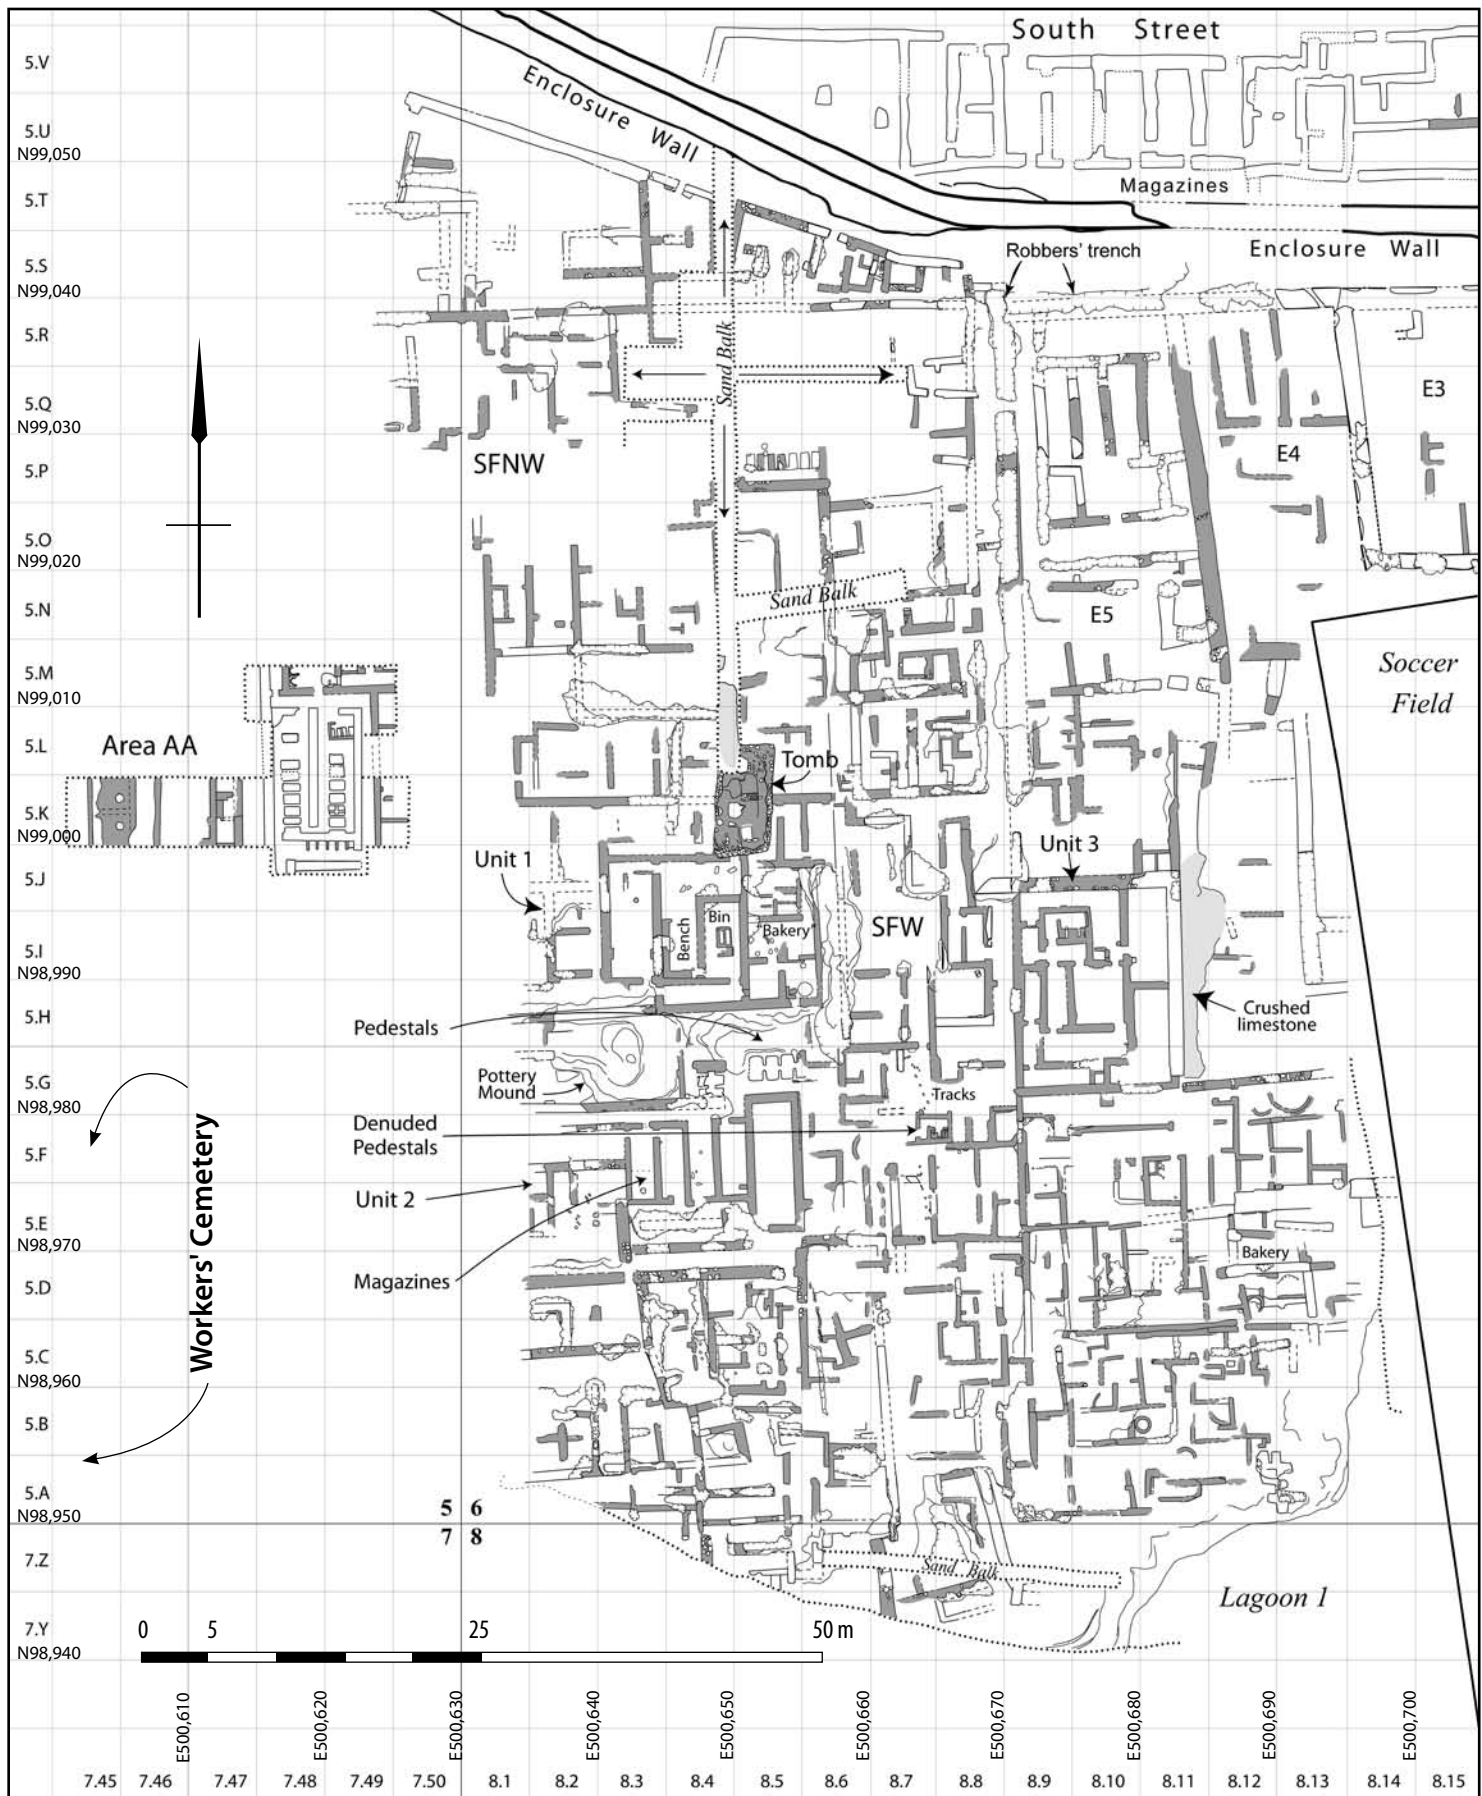 South Street
5.V
Enclosure Wall
5.U
N99,050
Magazines
5.T
Robbers' trench
Enclosure Wall
5.S
N99,040
Sand Balk
5.R
E3
5.Q
N99,030
E4
SFNW
5.P
5.O
N99,020
Sand Balk
5.N
E5
Soccer
Field
5.M
N99,010
Area AA
5.L
Tomb
5.K
N99,000
Unit 1
Unit 3
5.J
Bench
Bin
"Bakery"
SFW
5.I
N98,990
Crushed
limestone
5.H
Pedestals
Pottery
Mound
5.G
N98,980
Tracks
Denuded
Pedestals
5.F
Workers' Cemetery
Unit 2
5.E
N98,970
Bakery
Magazines
5.D
5.C
N98,960
5.B
5.A
N98,950
5 6
7 8
7.Z
Sand Balk
Lagoon 1
7.Y
N98,940
0 5 25 50 m
E500,610 E500,620 E500,630 E500,640 E500,650 E500,660 E500,670 E500,680 E500,690 E500,700
7.45 7.46 7.47 7.48 7.49 7.50 8.1 8.2 8.3 8.4 8.5 8.6 8.7 8.8 8.9 8.10 8.11 8.12 8.13 8.14 8.15